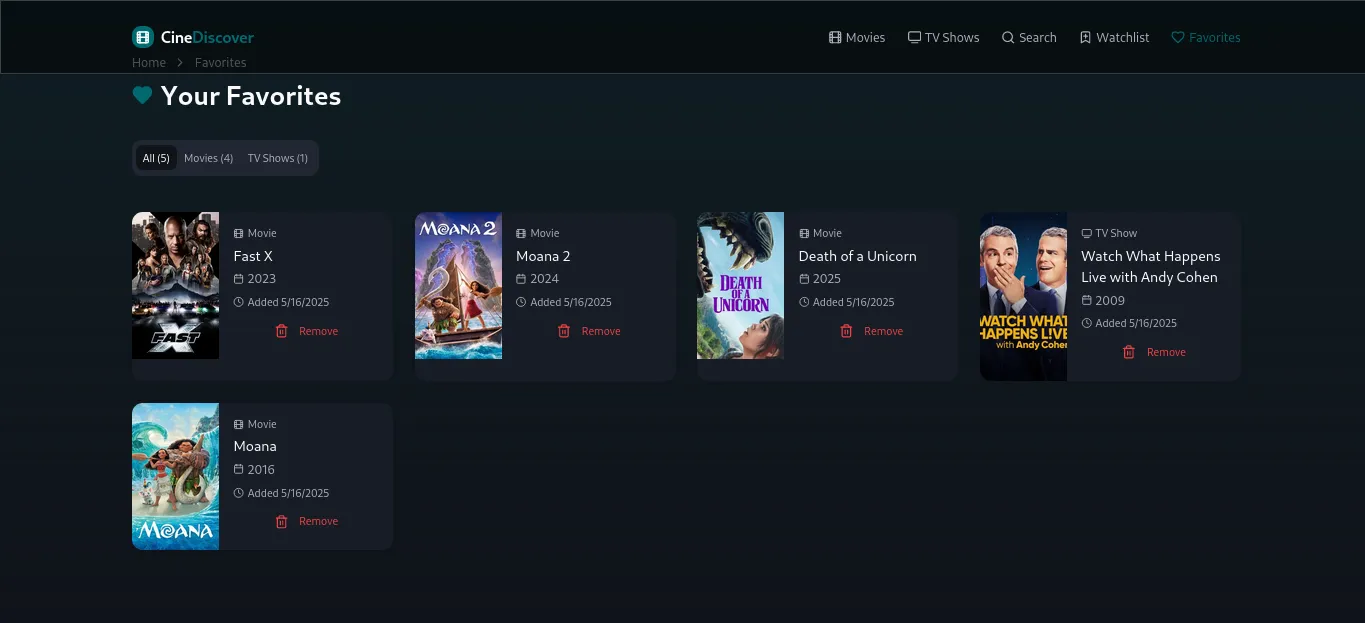 CineDiscover
Movies
TV Shows
Search
Watchlist
Favorites
Home > Favorites
Your Favorites
All (5)
Movies (4)
TV Shows (1)
FAST X
Movie
Fast X
2023
Added 5/16/2025
Remove
MOANA 2
Movie
Moana 2
2024
Added 5/16/2025
Remove
DEATH
OF A
UNICORN
Movie
Death of a Unicorn
2025
Added 5/16/2025
Remove
WATCH WHAT
HAPPENS L!VE
with Andy Cohen
TV Show
Watch What Happens
Live with Andy Cohen
2009
Added 5/16/2025
Remove
MOANA
Movie
Moana
2016
Added 5/16/2025
Remove